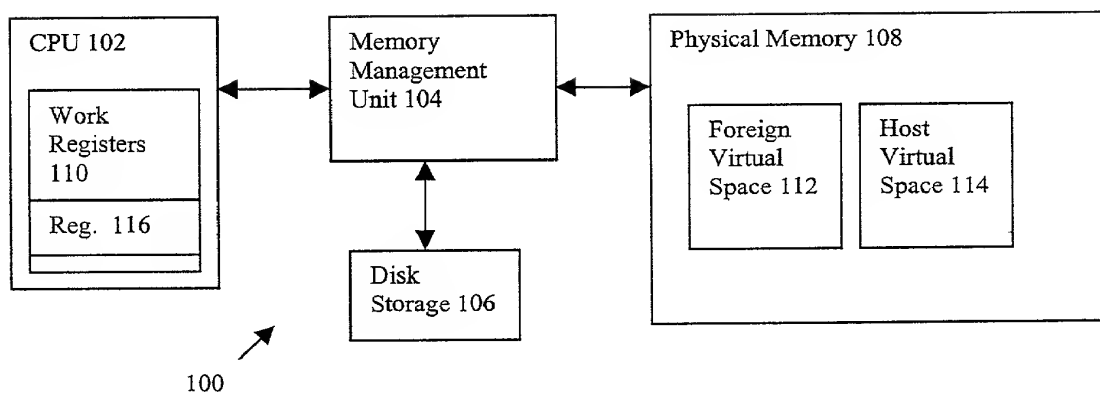 CPU 102
Work
Registers
110
Reg. 116
Memory
Management
Unit 104
Disk
Storage 106
Physical Memory 108
Foreign
Virtual
Space 112
Host
Virtual
Space 114
100